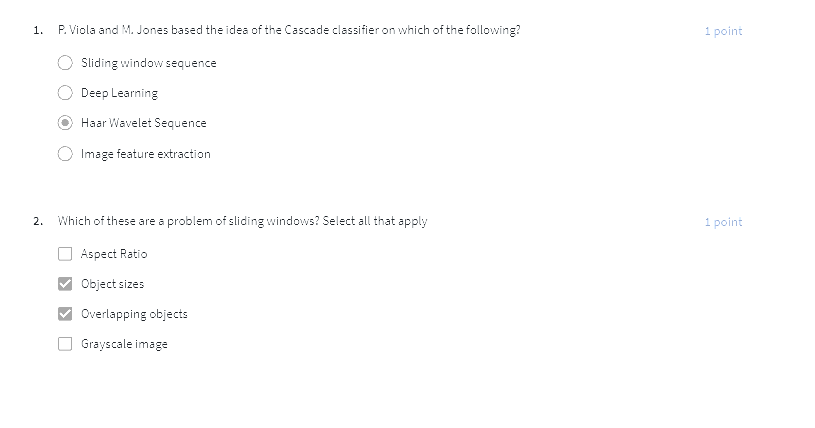 1. P. Viola and M. Jones based the idea of the Cascade classifier on which of the following? 1 point
Sliding window sequence
Deep Learning
Haar Wavelet Sequence
Image feature extraction
2. Which of these are a problem of sliding windows? Select all that apply 1 point
Aspect Ratio
Object sizes
Overlapping objects
Grayscale image